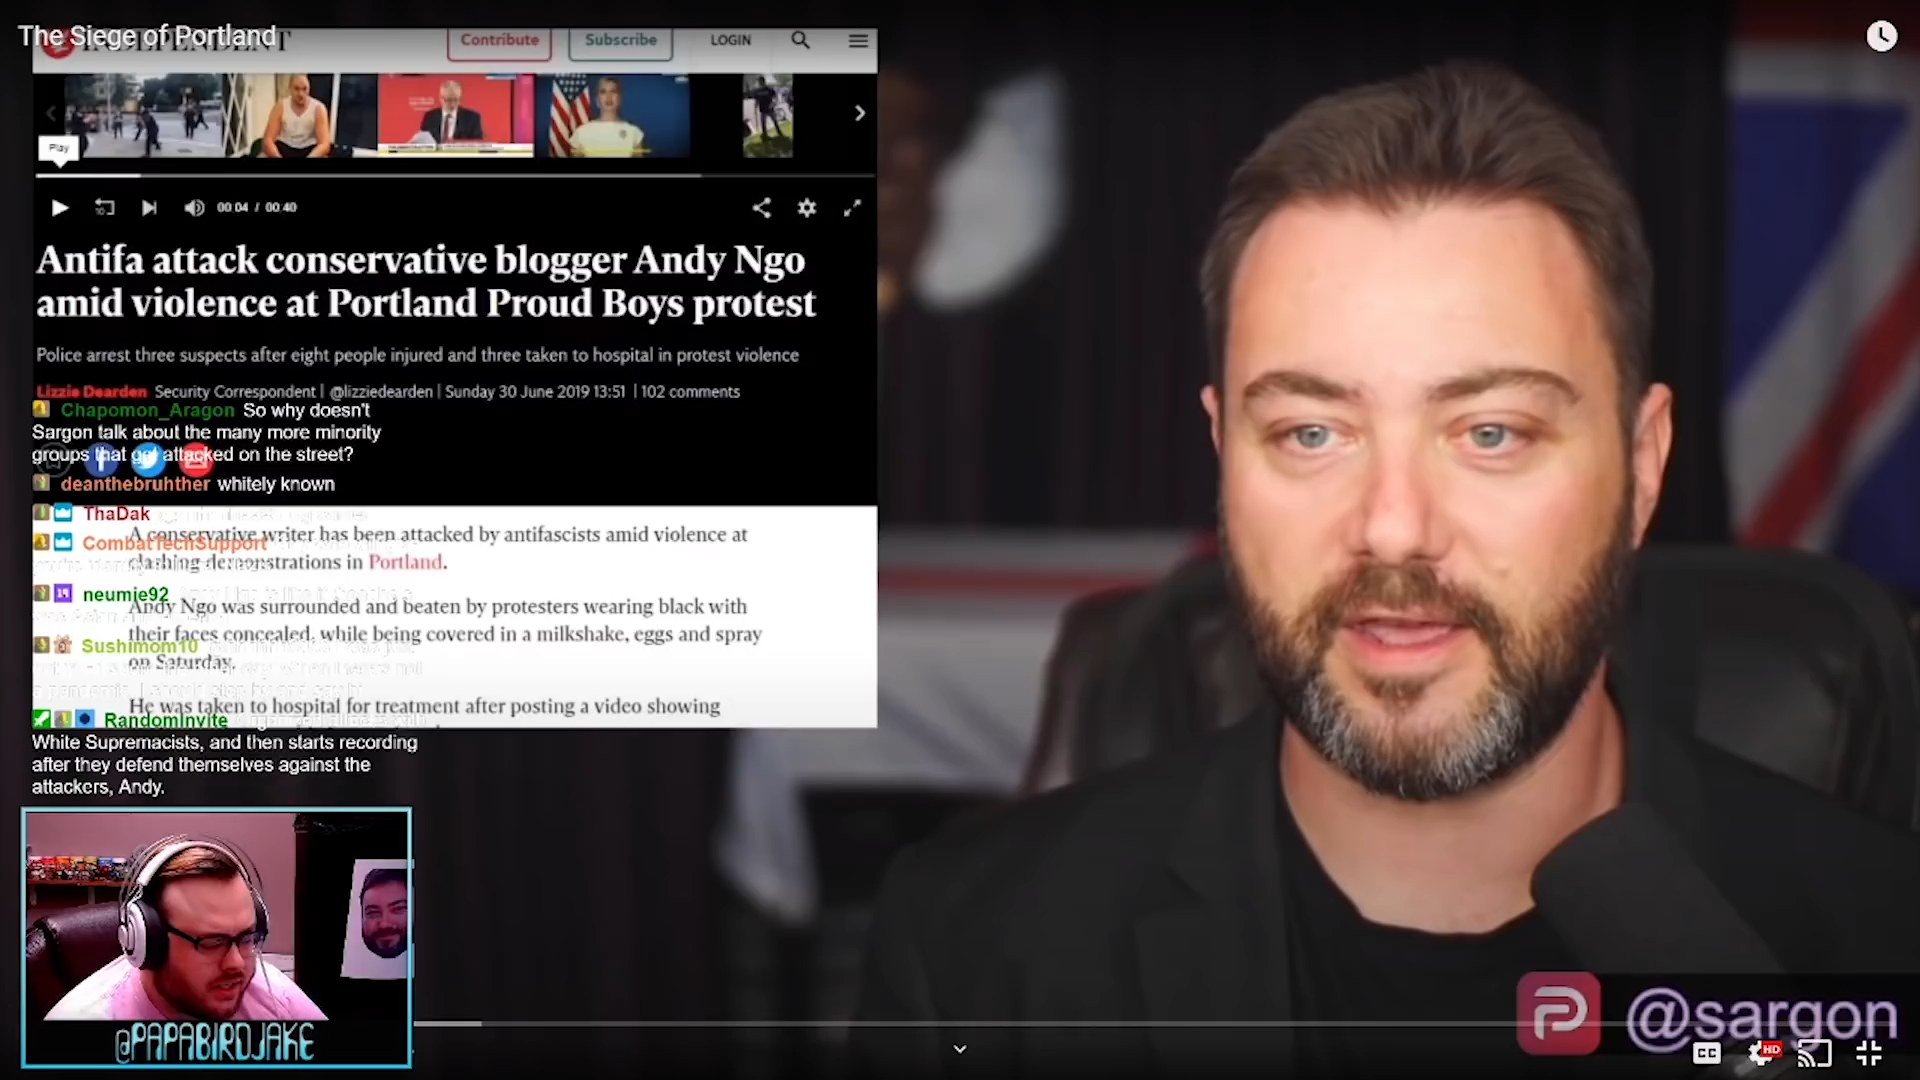 The Siege of Portland
Contribute
Subscribe
LOGIN
Play
00:04 / 00:40
Antifa attack conservative blogger Andy Ngo
amid violence at Portland Proud Boys protest
Police arrest three suspects after eight people injured and three taken to hospital in protest violence
Lizzie Dearden Security Correspondent | @lizziedearden | Sunday 30 June 2019 13:51 | 102 comments
Chapomon_Aragon So why doesn't
Sargon talk about the many more minority
groups that get attacked on the street?
deanthebruhther whitely known
ThaDak
A conservative writer has been attacked by antifascists amid violence at
CombatTechSupport
clashing demonstrations in Portland.
neumie92
Andy Ngo was surrounded and beaten by protesters wearing black with
their faces concealed, while being covered in a milkshake, eggs and spray
Sushimom10
on Saturday.
He was taken to hospital for treatment after posting a video showing
RandomInvite
White Supremacists, and then starts recording
after they defend themselves against the
attackers, Andy.
@PAPABIRDJAKE
@sargon
CC
HD